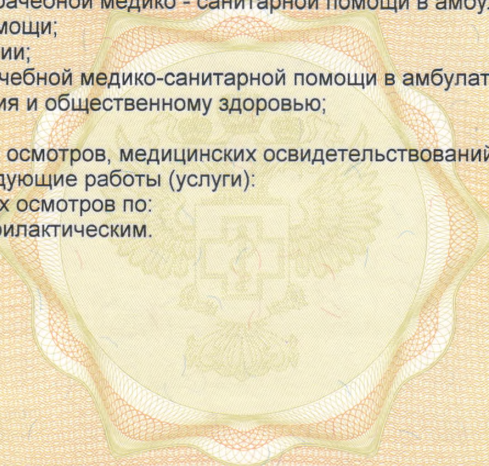 рачебной медико - санитарной помощи в амбу
мощи;
ии;
чебной медико-санитарной помощи в амбулат
ия и общественному здоровью;
осмотров, медицинских освидетельствований
дующие работы (услуги):
х осмотров по:
рилактическим.